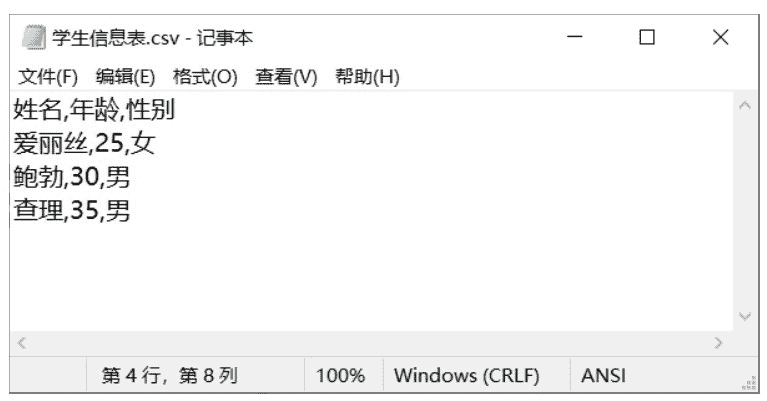 学生信息表.csv - 记事本
文件(F) 编辑(E) 格式(O) 查看(V) 帮助(H)
姓名,年龄,性别
爱丽丝,25,女
鲍勃,30,男
查理,35,男
第 4 行，第 8 列 100% Windows (CRLF) ANSI